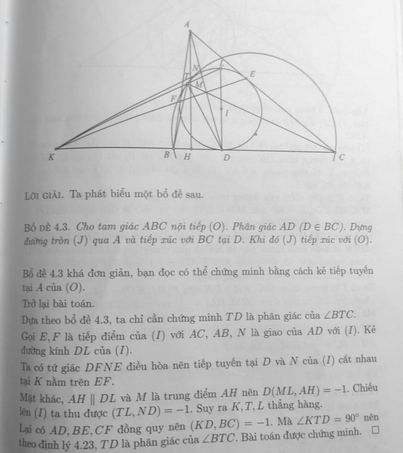 A
N
E
T
M
F
I
K
B
H
D
C
LỜI GIẢI. Ta phát biểu một bổ đề sau.
BỔ ĐỀ 4.3. Cho tam giác ABC nội tiếp (O). Phân giác AD (D ∈ BC). Dựng
đường tròn (J) qua A và tiếp xúc với BC tại D. Khi đó (J) tiếp xúc với (O).
Bổ đề 4.3 khá đơn giản, bạn đọc có thể chứng minh bằng cách kẻ tiếp tuyến
tại A của (O).
Trở lại bài toán.
Dựa theo bổ đề 4.3, ta chỉ cần chứng minh TD là phân giác của ∠BTC.
Gọi E, F là tiếp điểm của (I) với AC, AB, N là giao của AD với (I). Kẻ
đường kính DL của (I).
Ta có tứ giác DFNE điều hòa nên tiếp tuyến tại D và N của (I) cắt nhau
tại K nằm trên EF.
Mặt khác, AH ∥ DL và M là trung điểm AH nên D(ML, AH) = −1. Chiếu
lên (I) ta thu được (TL, ND) = −1. Suy ra K, T, L thẳng hàng.
Lại có AD, BE, CF đồng quy nên (KD, BC) = −1. Mà ∠KTD = 90° nên
theo định lý 4.23, TD là phân giác của ∠BTC. Bài toán được chứng minh. □